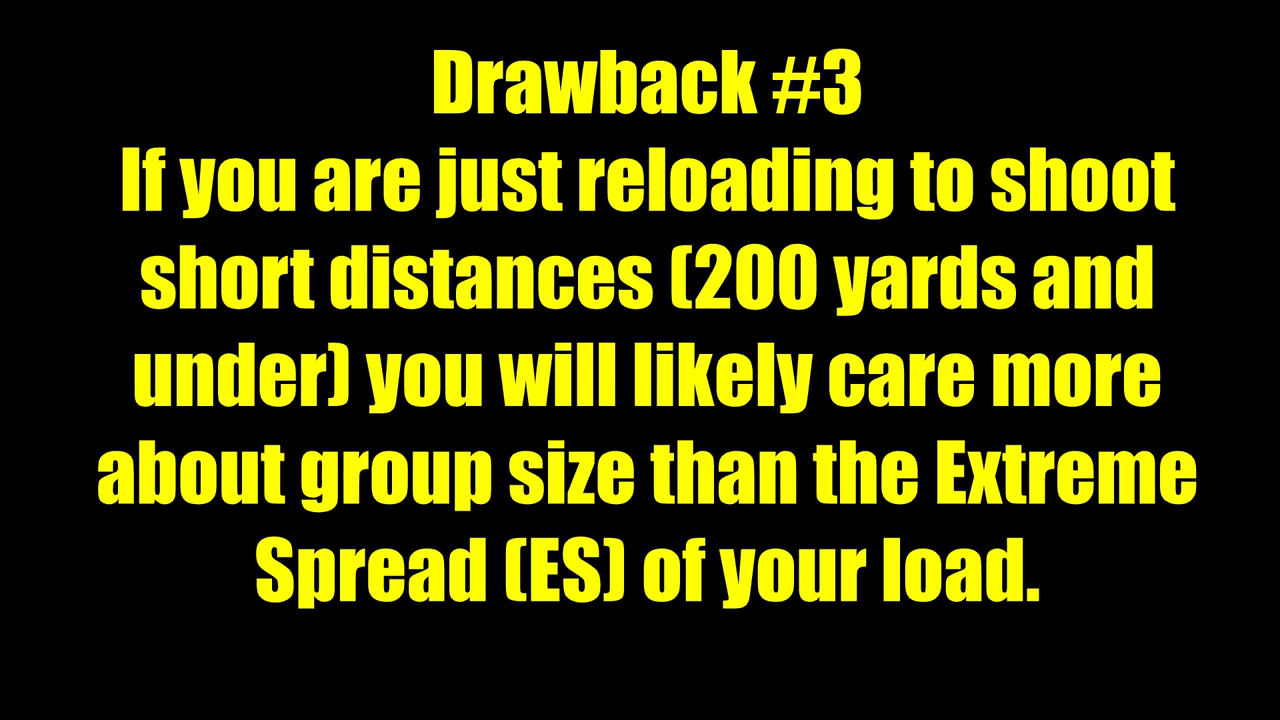 Drawback #3
If you are just reloading to shoot
short distances (200 yards and
under) you will likely care more
about group size than the Extreme
Spread (ES) of your load.